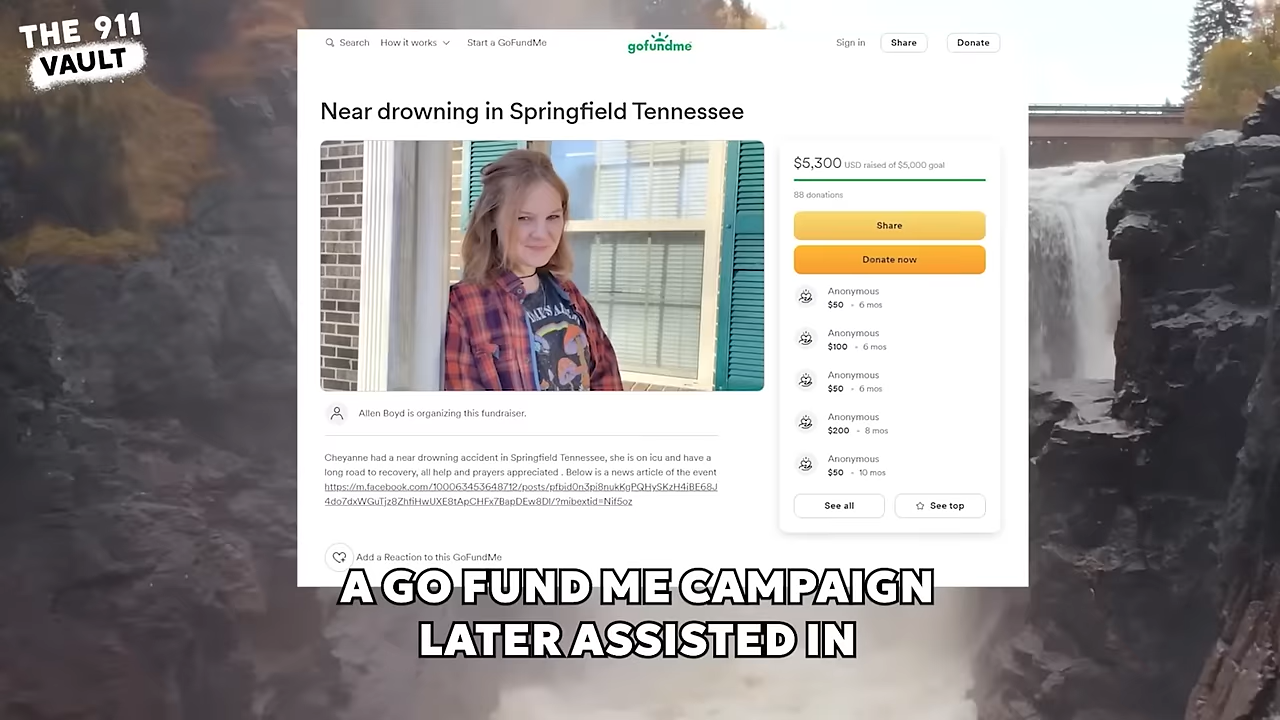 THE 911
VAULT
Search How it works Start a GoFundMe
gofundme
Sign in Share Donate
Near drowning in Springfield Tennessee
$5,300 USD raised of $5,000 goal
88 donations
Share
Donate now
Anonymous
$50 • 6 mos
Anonymous
$100 • 6 mos
Anonymous
$50 • 6 mos
Anonymous
$200 • 8 mos
Anonymous
$50 • 10 mos
See all See top
Allen Boyd is organizing this fundraiser.
Cheyanne had a near drowning accident in Springfield Tennessee, she is on icu and have a
long road to recovery, all help and prayers appreciated . Below is a news article of the event
Add a Reaction to this GoFundMe
A GO FUND ME CAMPAIGN
LATER ASSISTED IN